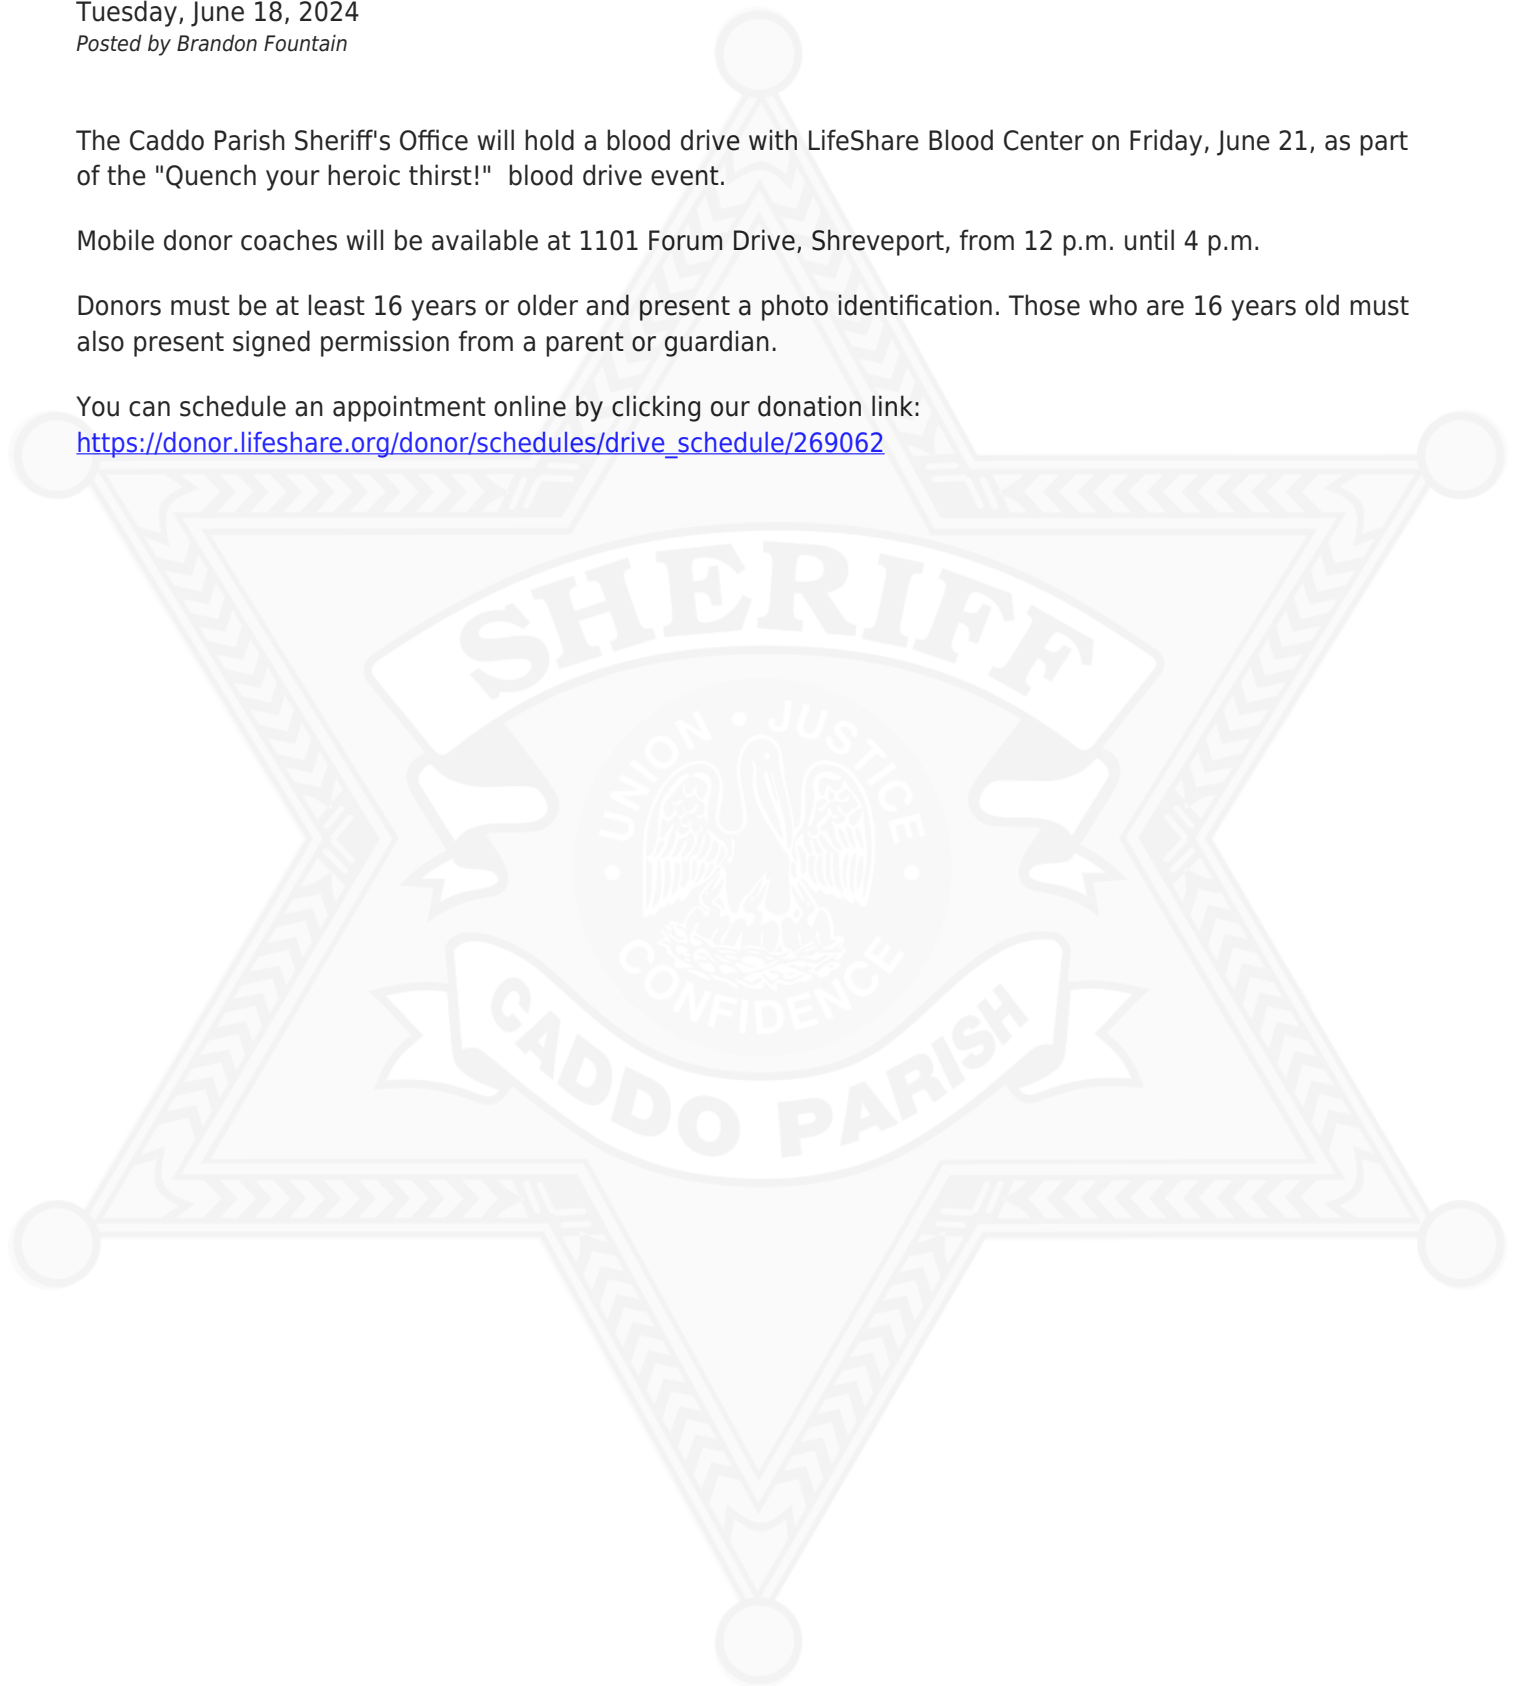 Tuesday, June 18, 2024
Posted by Brandon Fountain
The Caddo Parish Sheriff's Office will hold a blood drive with LifeShare Blood Center on Friday, June 21, as part
of the "Quench your heroic thirst!"  blood drive event.
Mobile donor coaches will be available at 1101 Forum Drive, Shreveport, from 12 p.m. until 4 p.m.
Donors must be at least 16 years or older and present a photo identification. Those who are 16 years old must
also present signed permission from a parent or guardian.
You can schedule an appointment online by clicking our donation link:
https://donor.lifeshare.org/donor/schedules/drive_schedule/269062
SHERIFF
UNION • JUSTICE
• CONFIDENCE •
CADDO PARISH